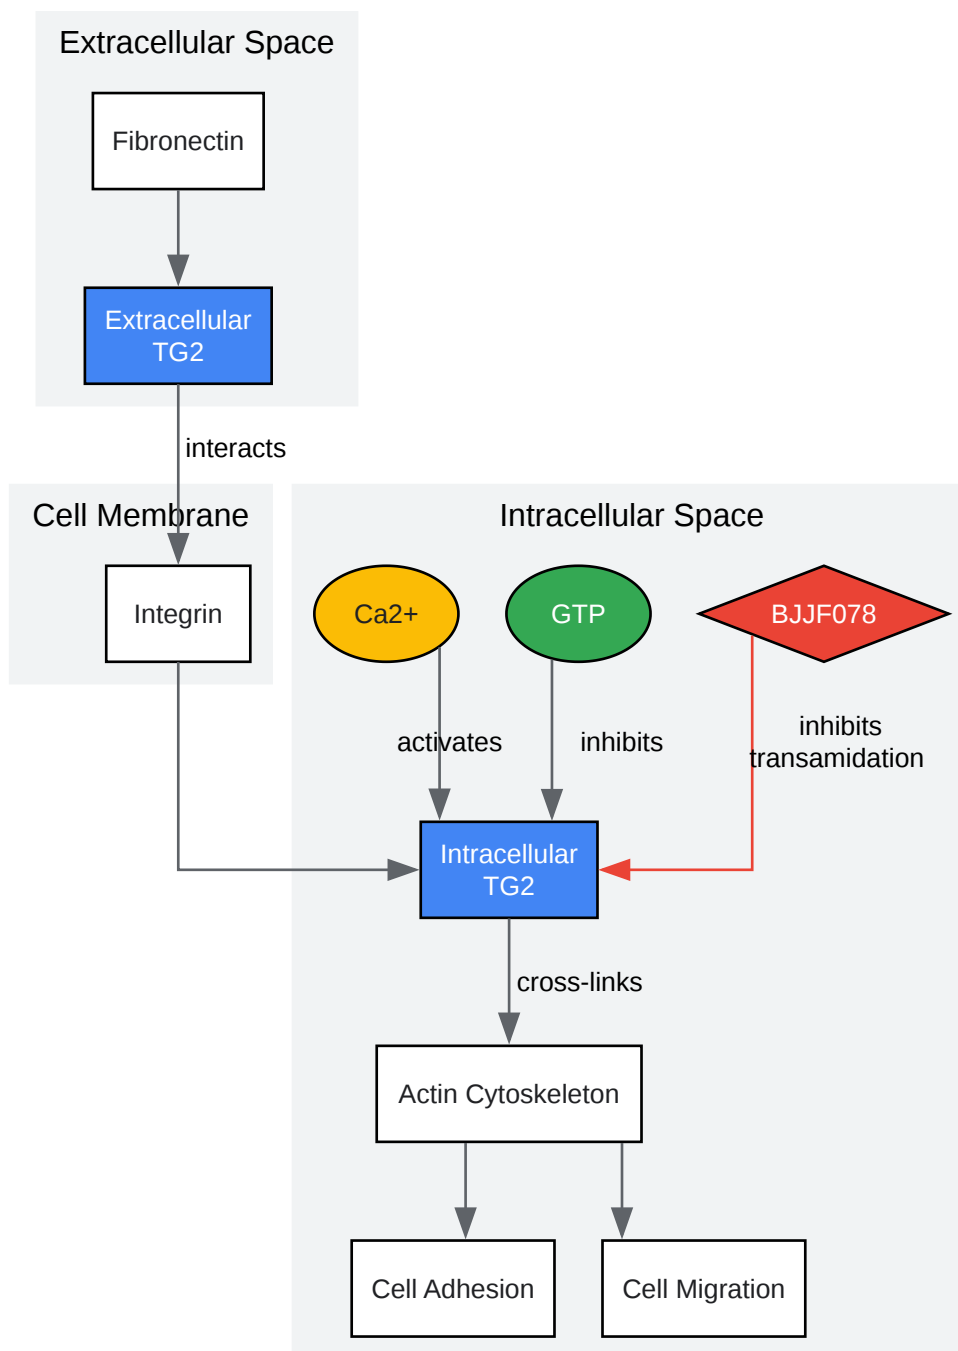 Extracellular Space
Fibronectin
Extracellular
TG2
interacts
Cell Membrane
Intracellular Space
Integrin
Ca2+
GTP
BJJF078
activates
inhibits
inhibits
transamidation
Intracellular
TG2
cross-links
Actin Cytoskeleton
Cell Adhesion
Cell Migration